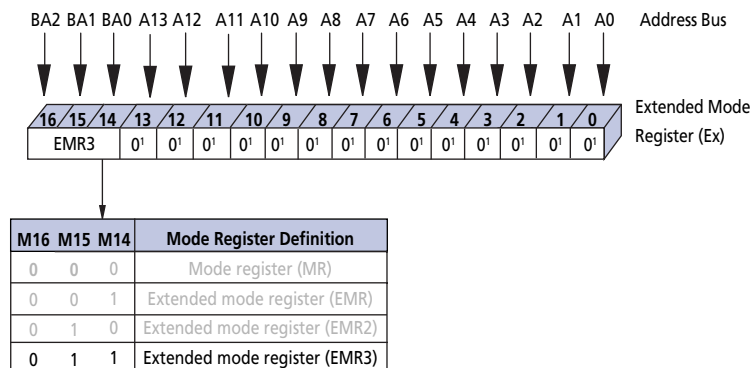 BA2 BA1 BA0 A13 A12 A11 A10 A9 A8 A7 A6 A5 A4 A3 A2 A1 A0 Address Bus
16 15 14 13 12 11 10 9 8 7 6 5 4 3 2 1 0 Extended Mode
EMR3 0¹ 0¹ 0¹ 0¹ 0¹ 0¹ 0¹ 0¹ 0¹ 0¹ 0¹ 0¹ 0¹ 0¹ Register (Ex)
M16 M15 M14 Mode Register Definition
0 0 0 Mode register (MR)
0 0 1 Extended mode register (EMR)
0 1 0 Extended mode register (EMR2)
0 1 1 Extended mode register (EMR3)